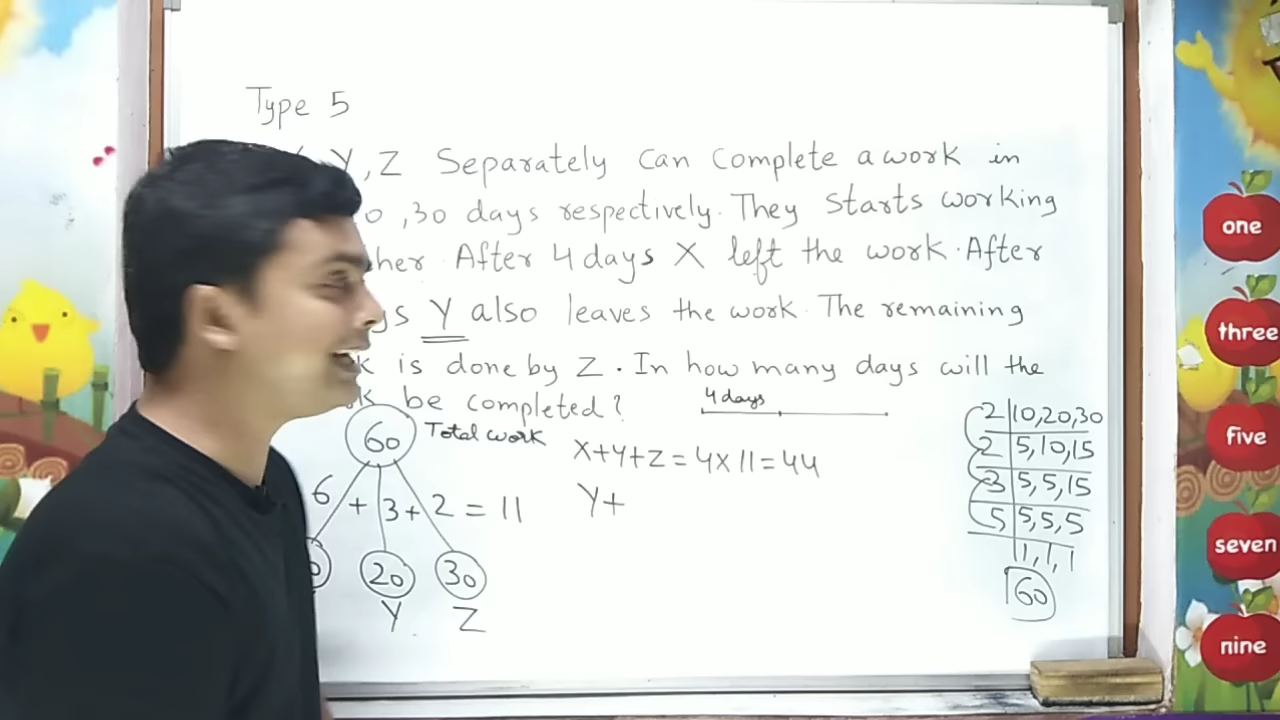 Type 5
Y, Z Separately can complete a work in
0, 30 days respectively. They starts working
her After 4 days X left the work. After
ys Y also leaves the work. The remaining
k is done by Z. In how many days will the
be completed?
4 days
60 Total work
X+Y+Z = 4x11=44
6 + 3+ 2 = 11
Y+
20 30
Y Z
2 10,20,30
2 5,10,15
3 5,5,15
5 5,5,5
1,1,1
60
one
three
five
seven
nine